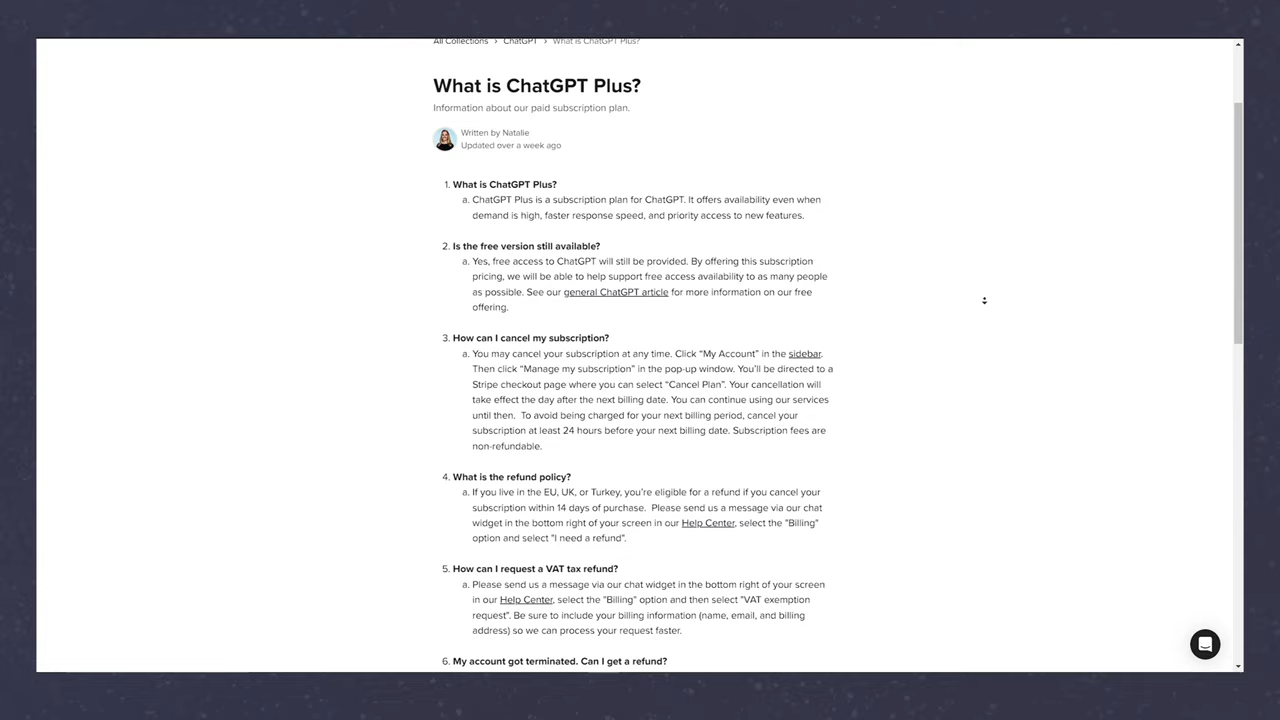 All Collections > ChatGPT > What is ChatGPT Plus?
What is ChatGPT Plus?
Information about our paid subscription plan.
Written by Natalie
Updated over a week ago
1. What is ChatGPT Plus?
a. ChatGPT Plus is a subscription plan for ChatGPT. It offers availability even when
demand is high, faster response speed, and priority access to new features.
2. Is the free version still available?
a. Yes, free access to ChatGPT will still be provided. By offering this subscription
pricing, we will be able to help support free access availability to as many people
as possible. See our general ChatGPT article for more information on our free
offering.
3. How can I cancel my subscription?
a. You may cancel your subscription at any time. Click “My Account” in the sidebar.
Then click “Manage my subscription” in the pop-up window. You’ll be directed to a
Stripe checkout page where you can select “Cancel Plan”. Your cancellation will
take effect the day after the next billing date. You can continue using our services
until then.  To avoid being charged for your next billing period, cancel your
subscription at least 24 hours before your next billing date. Subscription fees are
non-refundable.
4. What is the refund policy?
a. If you live in the EU, UK, or Turkey, you’re eligible for a refund if you cancel your
subscription within 14 days of purchase.  Please send us a message via our chat
widget in the bottom right of your screen in our Help Center, select the "Billing"
option and select "I need a refund".
5. How can I request a VAT tax refund?
a. Please send us a message via our chat widget in the bottom right of your screen
in our Help Center, select the "Billing" option and then select "VAT exemption
request". Be sure to include your billing information (name, email, and billing
address) so we can process your request faster.
6. My account got terminated. Can I get a refund?